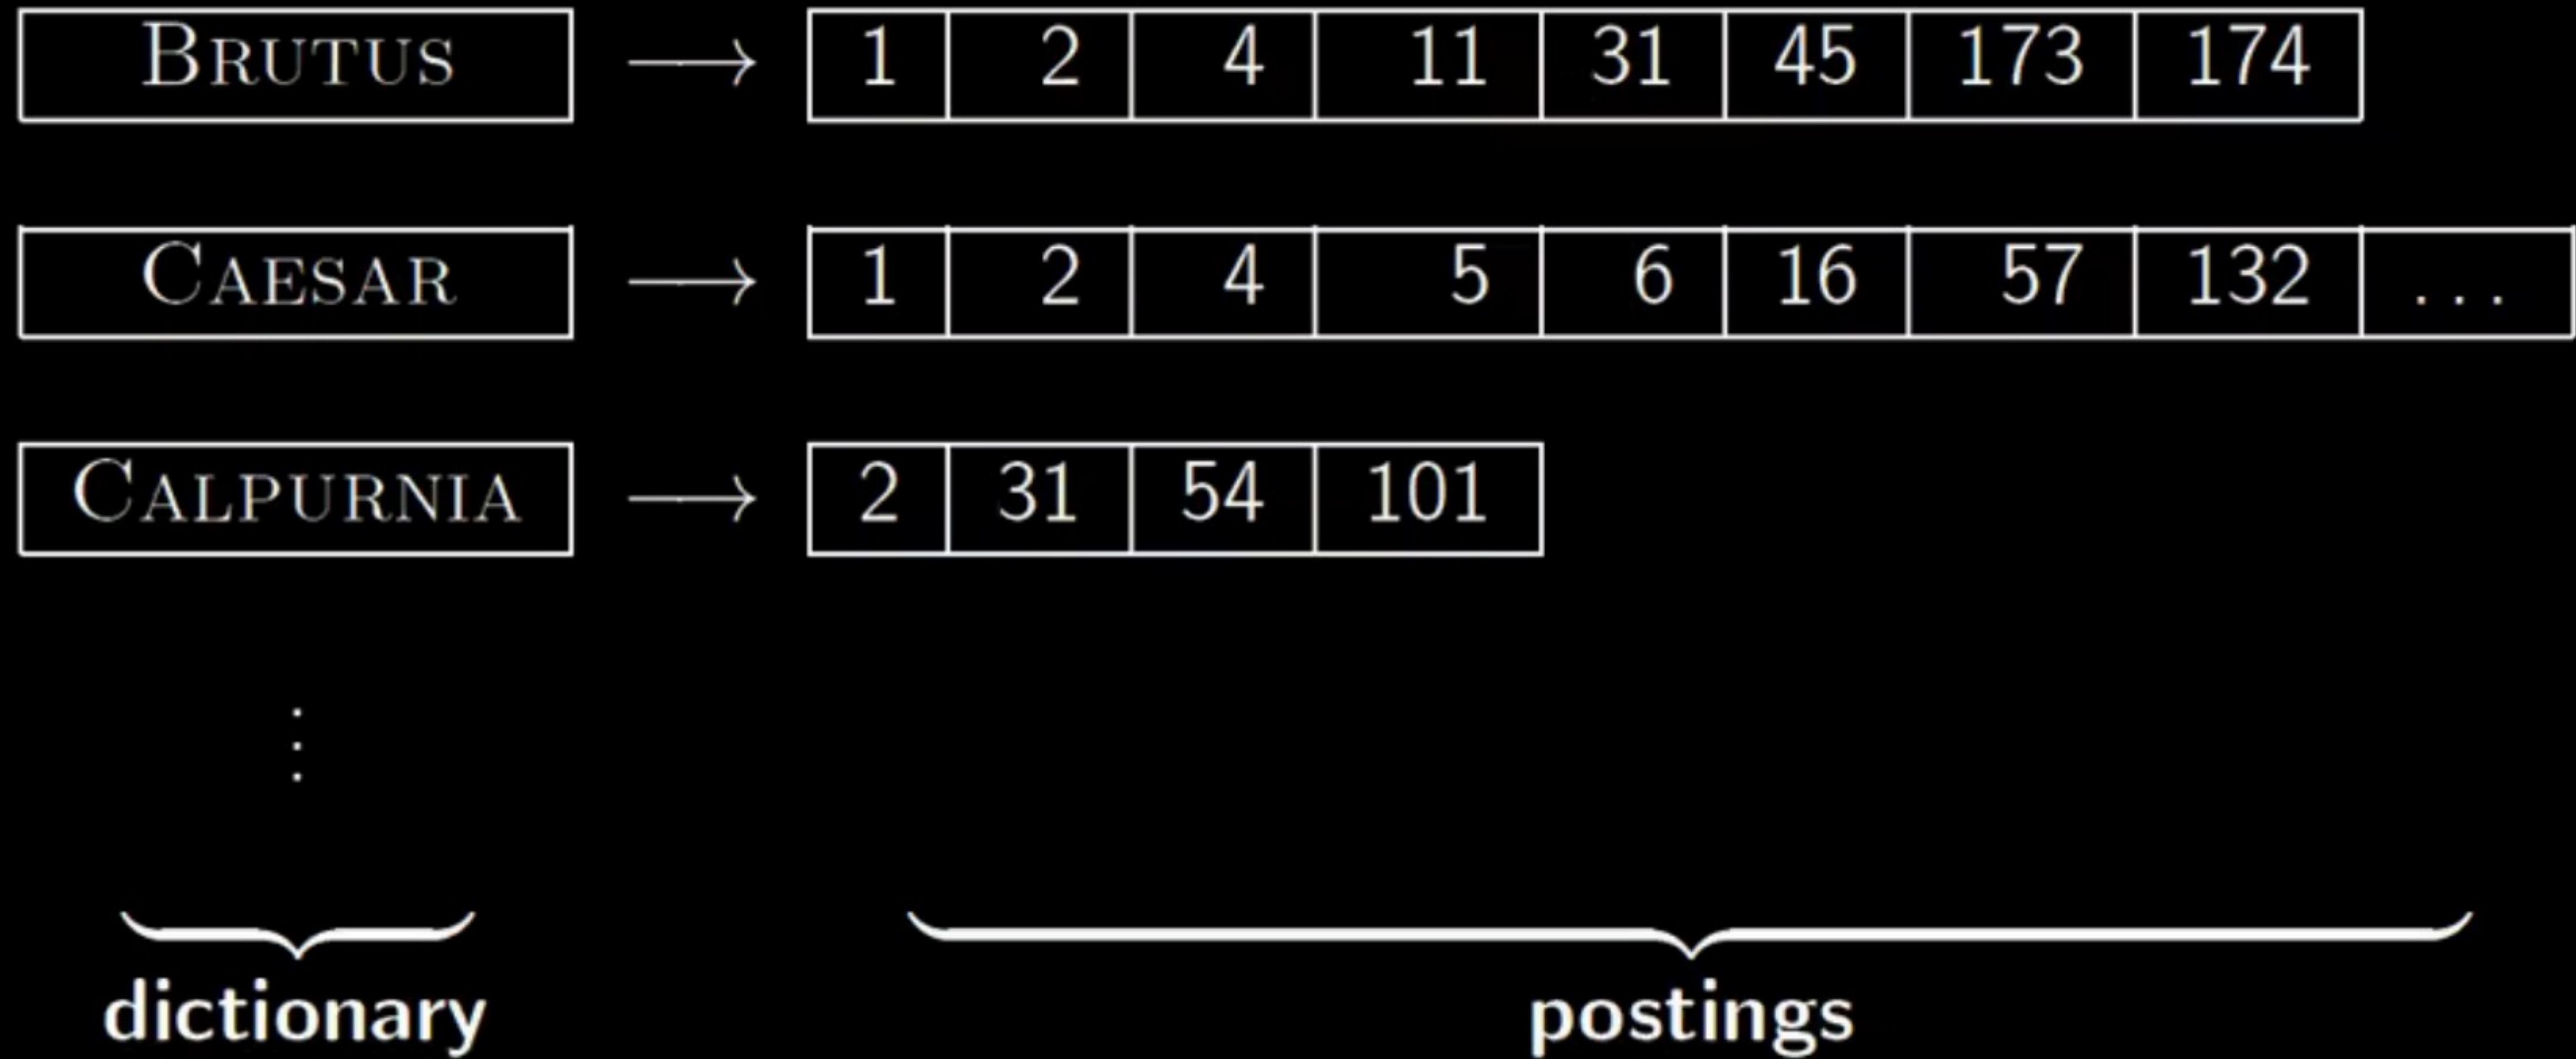 BRUTUS → 1 2 4 11 31 45 173 174
CAESAR → 1 2 4 5 6 16 57 132 ...
CALPURNIA → 2 31 54 101
⋮
dictionary postings